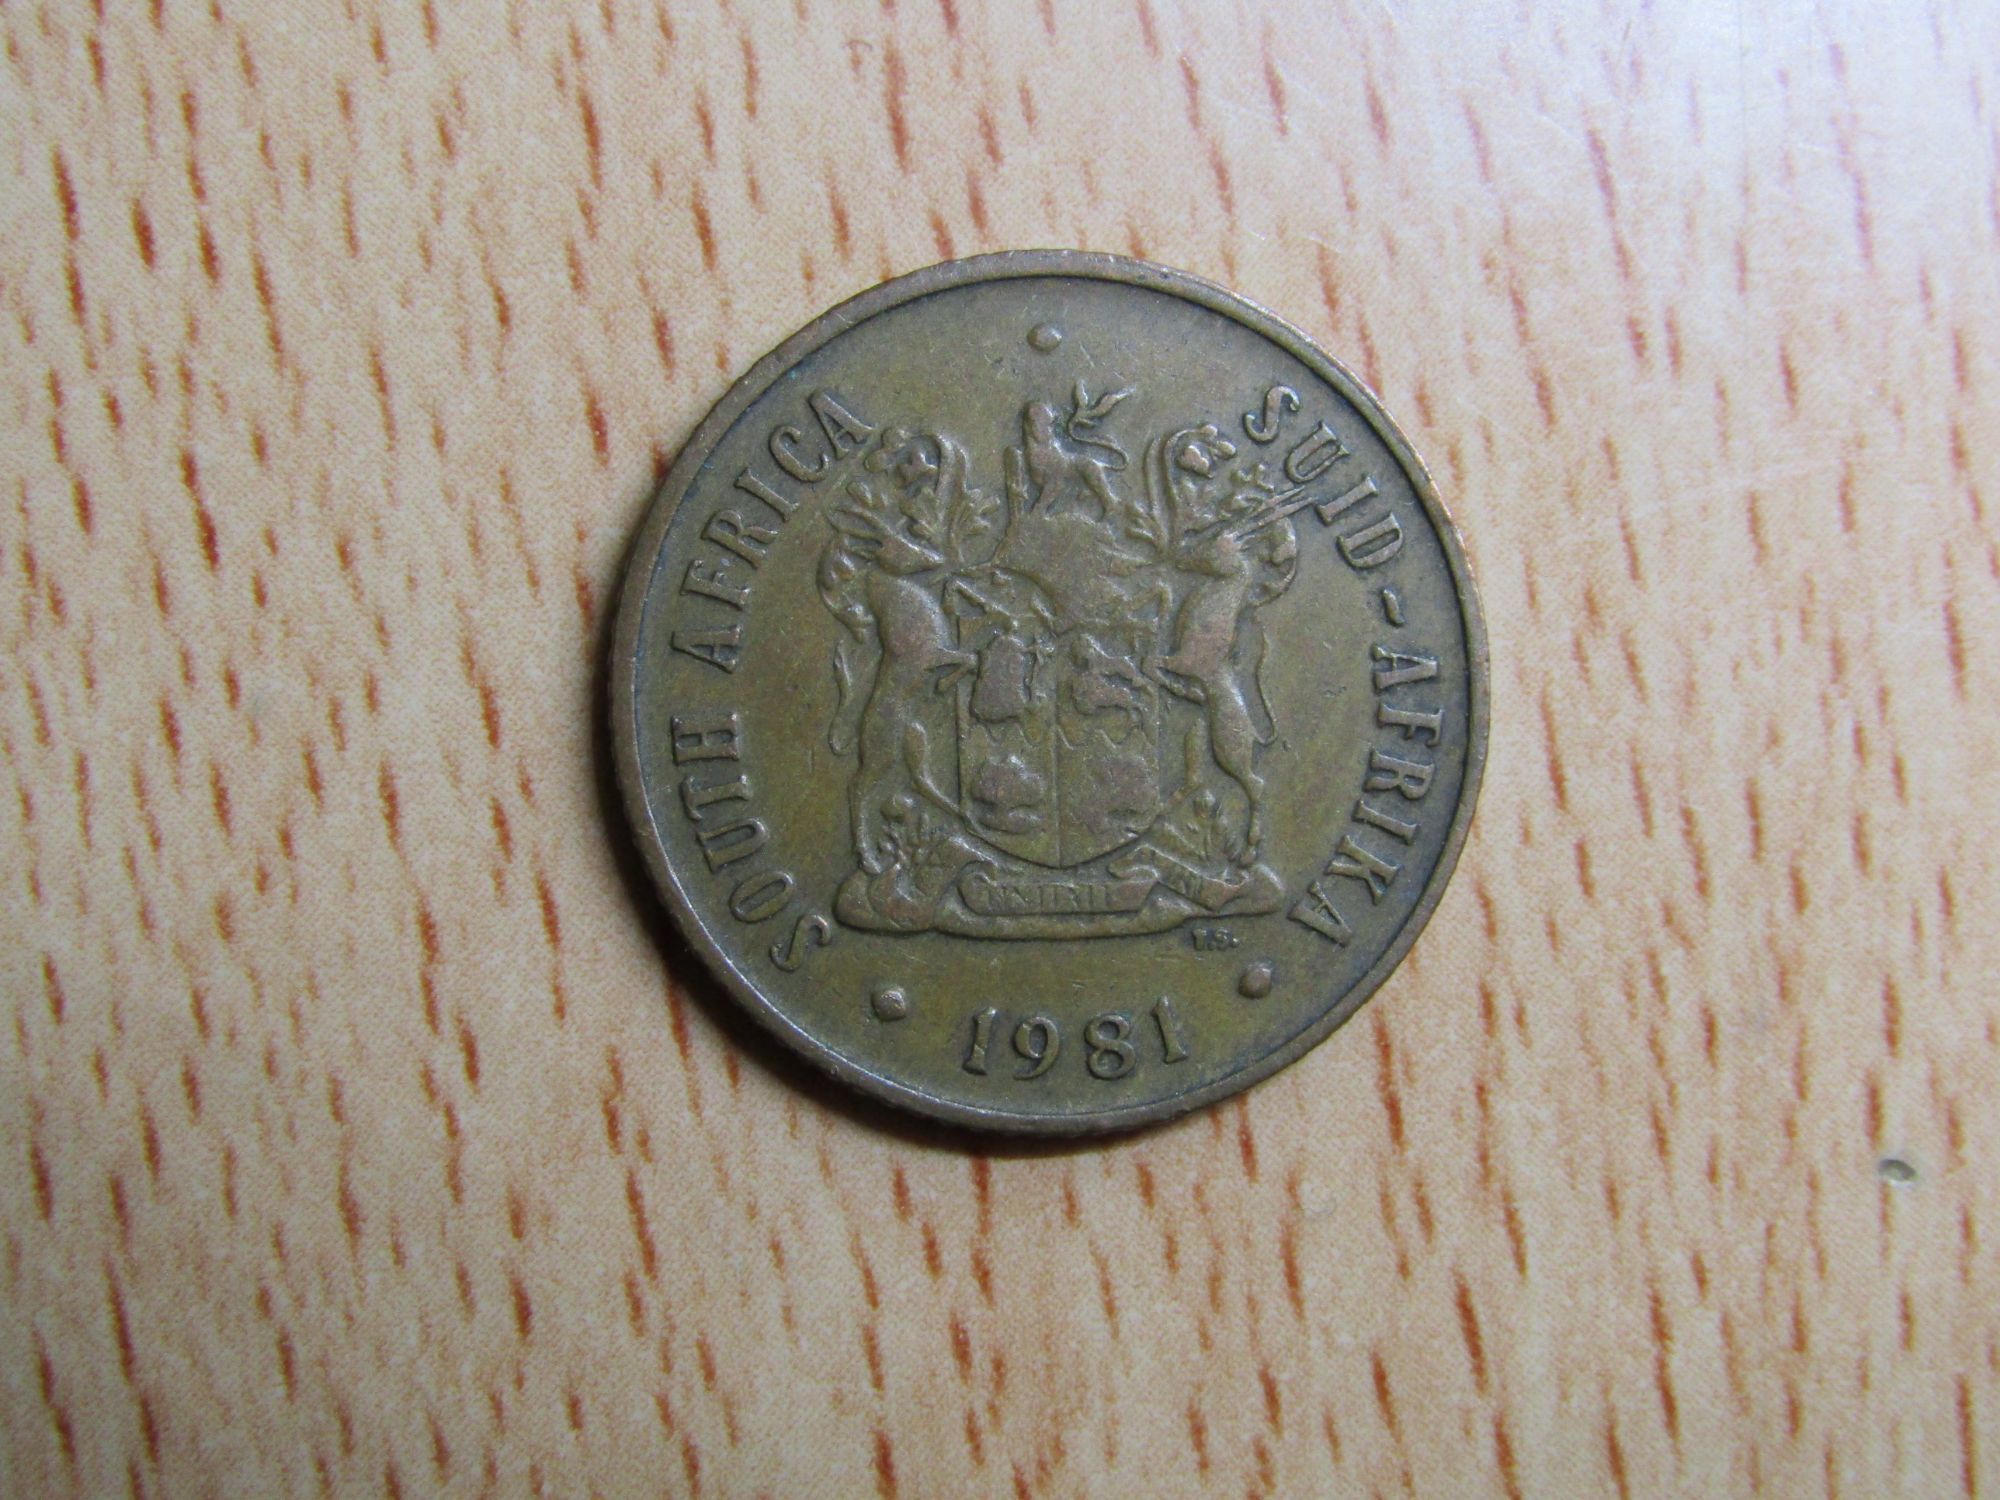 SOUTH AFRICA
SUID-AFRIKA
T.S.
1981